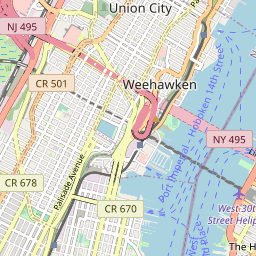 Union City
NJ 495
Weehawken
CR 501
Hoboken 14th Street
NY 495
Port Imperial
Palisade Avenue
CR 678
CR 670
West 30t
Street Helip
The H